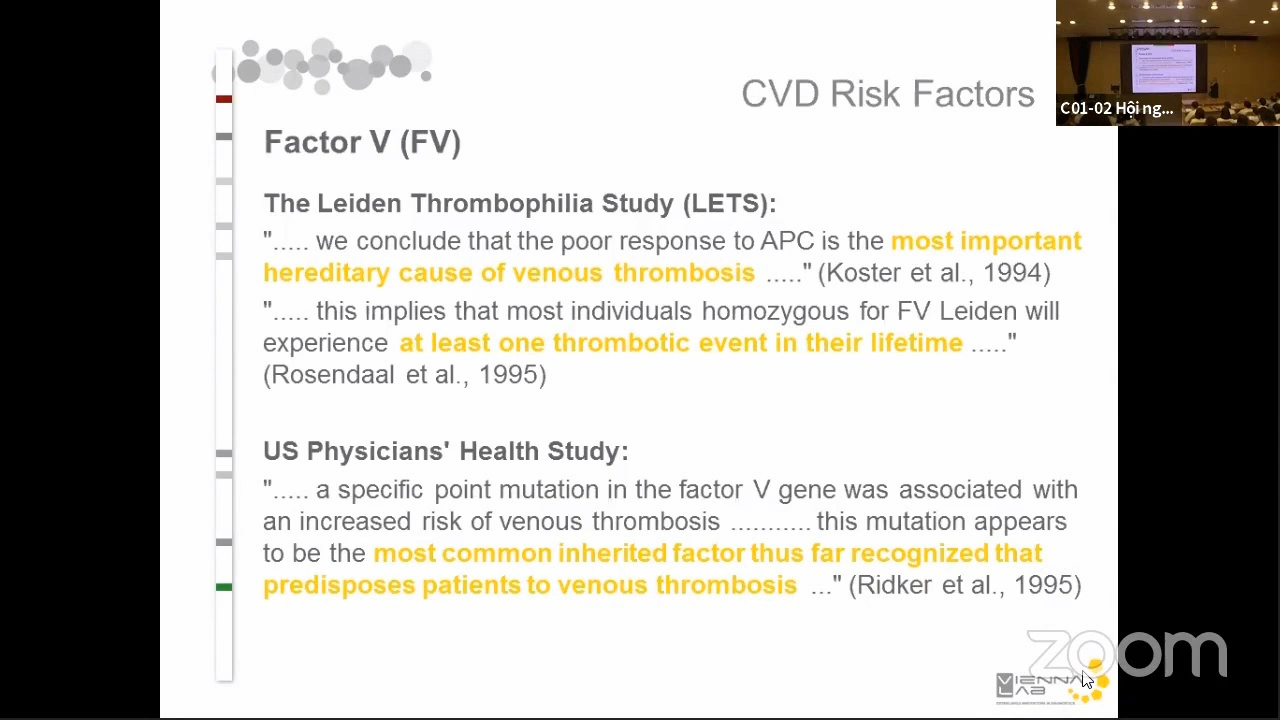 CVD Risk Factors
C01-02 Hội ng...
Factor V (FV)
The Leiden Thrombophilia Study (LETS):
"..... we conclude that the poor response to APC is the most important
hereditary cause of venous thrombosis ....." (Koster et al., 1994)
"..... this implies that most individuals homozygous for FV Leiden will
experience at least one thrombotic event in their lifetime ....."
(Rosendaal et al., 1995)
US Physicians' Health Study:
"..... a specific point mutation in the factor V gene was associated with
an increased risk of venous thrombosis ........... this mutation appears
to be the most common inherited factor thus far recognized that
predisposes patients to venous thrombosis ..." (Ridker et al., 1995)
zoom
VIENNA
LAB